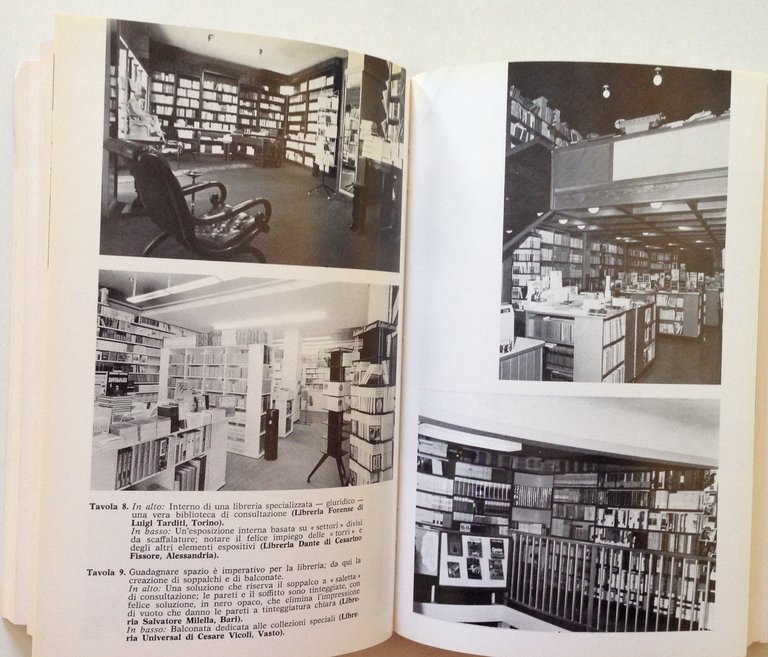 Tavola 8. In alto: Interno di una libreria specializzata — giuridico —
una vera biblioteca di consultazione (Libreria Forense di
Luigi Tarditi, Torino).
In basso: Un'esposizione interna basata su « settori » divisi
da scaffalature; notare il felice impiego delle « torri » e
degli altri elementi espositivi (Libreria Dante di Cesarino
Fissore, Alessandria).
Tavola 9. Guadagnare spazio è imperativo per la libreria; da qui la
creazione di soppalchi e di balconate.
In alto: Una soluzione che riserva il soppalco a « saletta »
di consultazione; le pareti e il soffitto sono tinteggiate, con
felice soluzione, in nero opaco, che elimina l'impressione
di vuoto che danno le pareti a tinteggiatura chiara (Libre-
ria Salvatore Milella, Bari).
In basso: Balconata dedicata alle collezioni speciali (Libre-
ria Universal di Cesare Vicoli, Vasto).